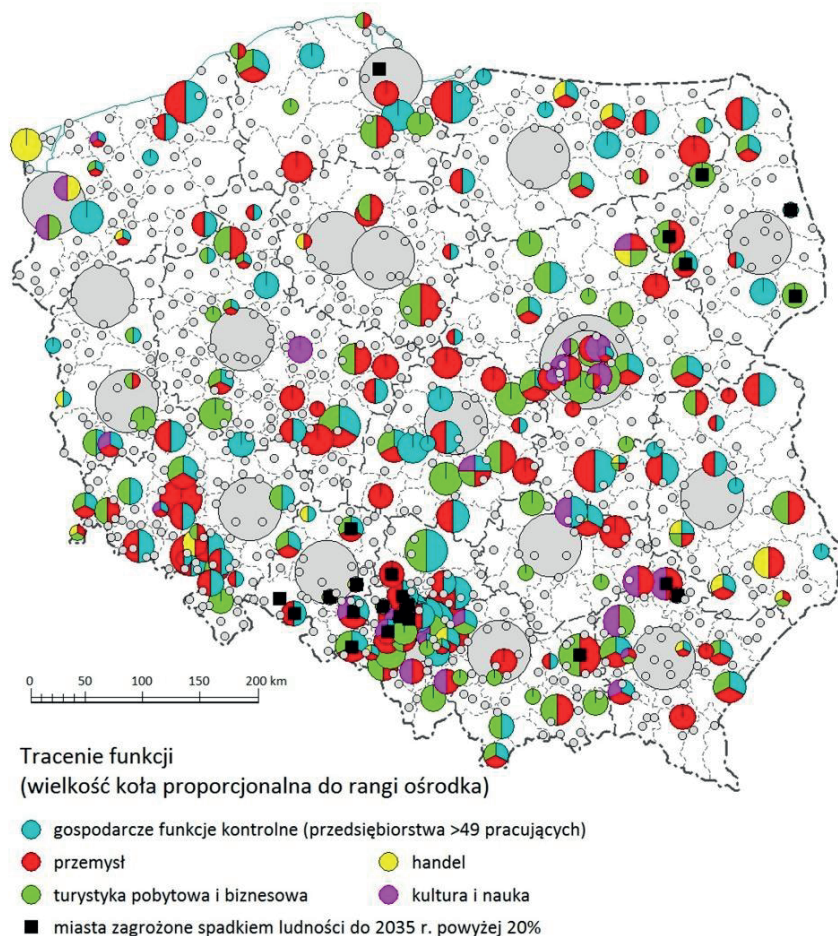 0 50 100 150 200 km
Tracenie funkcji
(wielkość koła proporcjonalna do rangi ośrodka)
gospodarcze funkcje kontrolne (przedsiębiorstwa >49 pracujących)
przemysł
handel
turystyka pobytowa i biznesowa
kultura i nauka
miasta zagrożone spadkiem ludności do 2035 r. powyżej 20%